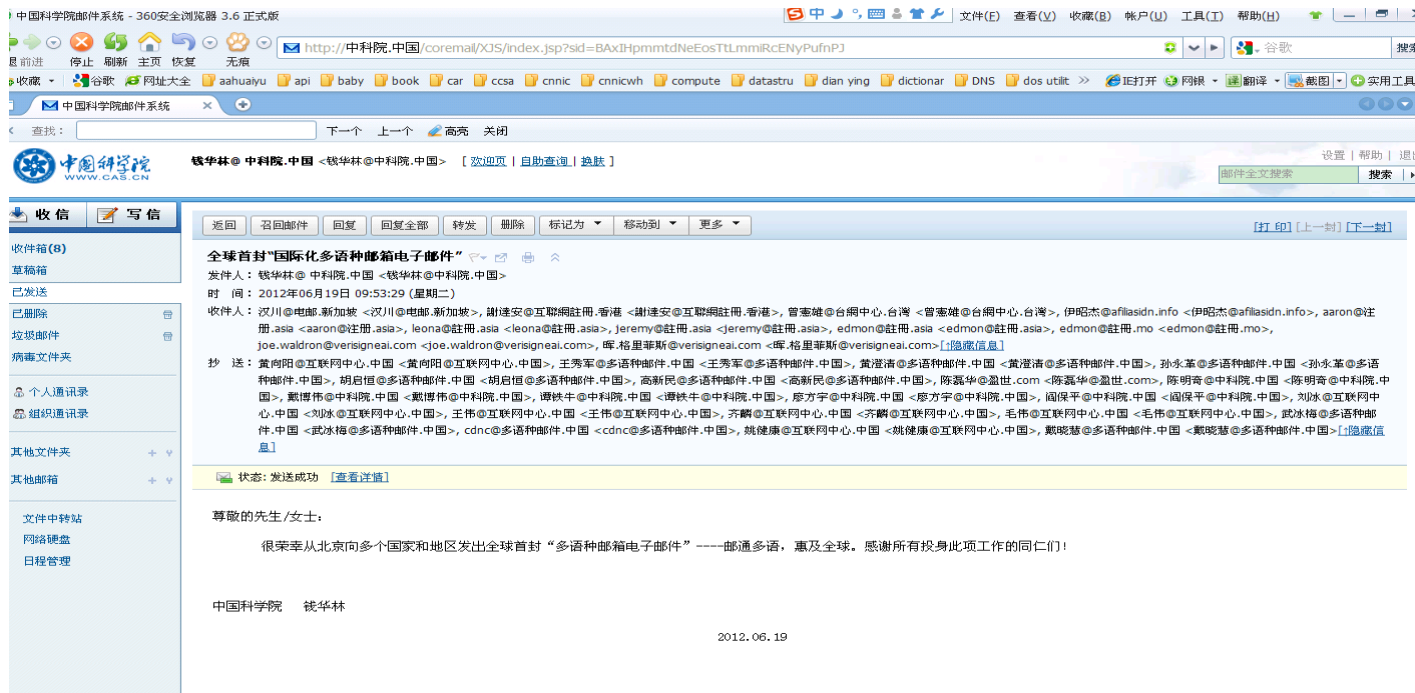 中国科学院邮件系统 - 360安全浏览器 3.6 正式版 中 文件(F) 查看(V) 收藏(B) 帐户(U) 工具(T) 帮助(H)
http://中科院.中国/coremail/XJS/index.jsp?sid=BAxIHpmmtdNeEosTtLmmiRcENyPufnPJ 谷歌
前进 停止 刷新 主页 恢复 无痕
收藏 谷歌 网址大全 aahuaiyu api baby book car ccsa cnnic cnnicwh compute datastru dian ying dictionar DNS dos utilit >> IE打开 网银 翻译 截图 实用工具
中国科学院邮件系统
查找: 下一个 上一个 高亮 关闭
中国科学院
WWW.CAS.CN
钱华林@ 中科院.中国 <钱华林@中科院.中国> [ 欢迎页 | 自助查询 | 换肤 ]
设置 | 帮助 |
邮件全文搜索 搜索
收信 写信
返回 召回邮件 回复 回复全部 转发 删除 标记为 移动到 更多 [打 印] [上一封] [下一封]
收件箱(8)
草稿箱
已发送
已删除
垃圾邮件
病毒文件夹
个人通讯录
组织通讯录
其他文件夹
其他邮箱
文件中转站
网络硬盘
日程管理
全球首封"国际化多语种邮箱电子邮件"
发件人: 钱华林@ 中科院.中国 <钱华林@中科院.中国>
时 间: 2012年06月19日 09:53:29 (星期二)
收件人: 汉川@电邮.新加坡 <汉川@电邮.新加坡>, 謝達安@互聯網註冊.香港 <謝達安@互聯網註冊.香港>, 曾憲雄@台網中心.台灣 <曾憲雄@台網中心.台灣>, 伊昭杰@afiliasidn.info <伊昭杰@afiliasidn.info>, aaron@注
册.asia <aaron@注册.asia>, leona@註冊.asia <leona@註冊.asia>, jeremy@註冊.asia <jeremy@註冊.asia>, edmon@註冊.asia <edmon@註冊.asia>, edmon@註冊.mo <edmon@註冊.mo>,
joe.waldron@verisigneai.com <joe.waldron@verisigneai.com>, 晖.格里菲斯@verisigneai.com <晖.格里菲斯@verisigneai.com>[↑隐藏信息]
抄 送: 黄向阳@互联网中心.中国 <黄向阳@互联网中心.中国>, 王秀军@多语种邮件.中国 <王秀军@多语种邮件.中国>, 黄澄清@多语种邮件.中国 <黄澄清@多语种邮件.中国>, 孙永革@多语种邮件.中国 <孙永革@多语
种邮件.中国>, 胡启恒@多语种邮件.中国 <胡启恒@多语种邮件.中国>, 高新民@多语种邮件.中国 <高新民@多语种邮件.中国>, 陈磊华@盈世.com <陈磊华@盈世.com>, 陈明奇@中科院.中国 <陈明奇@中科院.中
国>, 戴博伟@中科院.中国 <戴博伟@中科院.中国>, 谭铁牛@中科院.中国 <谭铁牛@中科院.中国>, 廖方宇@中科院.中国 <廖方宇@中科院.中国>, 阎保平@中科院.中国 <阎保平@中科院.中国>, 刘冰@互联网中
心.中国 <刘冰@互联网中心.中国>, 王伟@互联网中心.中国 <王伟@互联网中心.中国>, 齐麟@互联网中心.中国 <齐麟@互联网中心.中国>, 毛伟@互联网中心.中国 <毛伟@互联网中心.中国>, 武冰梅@多语种邮
件.中国 <武冰梅@多语种邮件.中国>, cdnc@多语种邮件.中国 <cdnc@多语种邮件.中国>, 姚健康@互联网中心.中国 <姚健康@互联网中心.中国>, 戴晓慧@多语种邮件.中国 <戴晓慧@多语种邮件.中国>[↑隐藏信
息]
状态: 发送成功 [查看详情]
尊敬的先生/女士:
很荣幸从北京向多个国家和地区发出全球首封“多语种邮箱电子邮件”----邮通多语，惠及全球。感谢所有投身此项工作的同仁们!
中国科学院 钱华林
2012.06.19